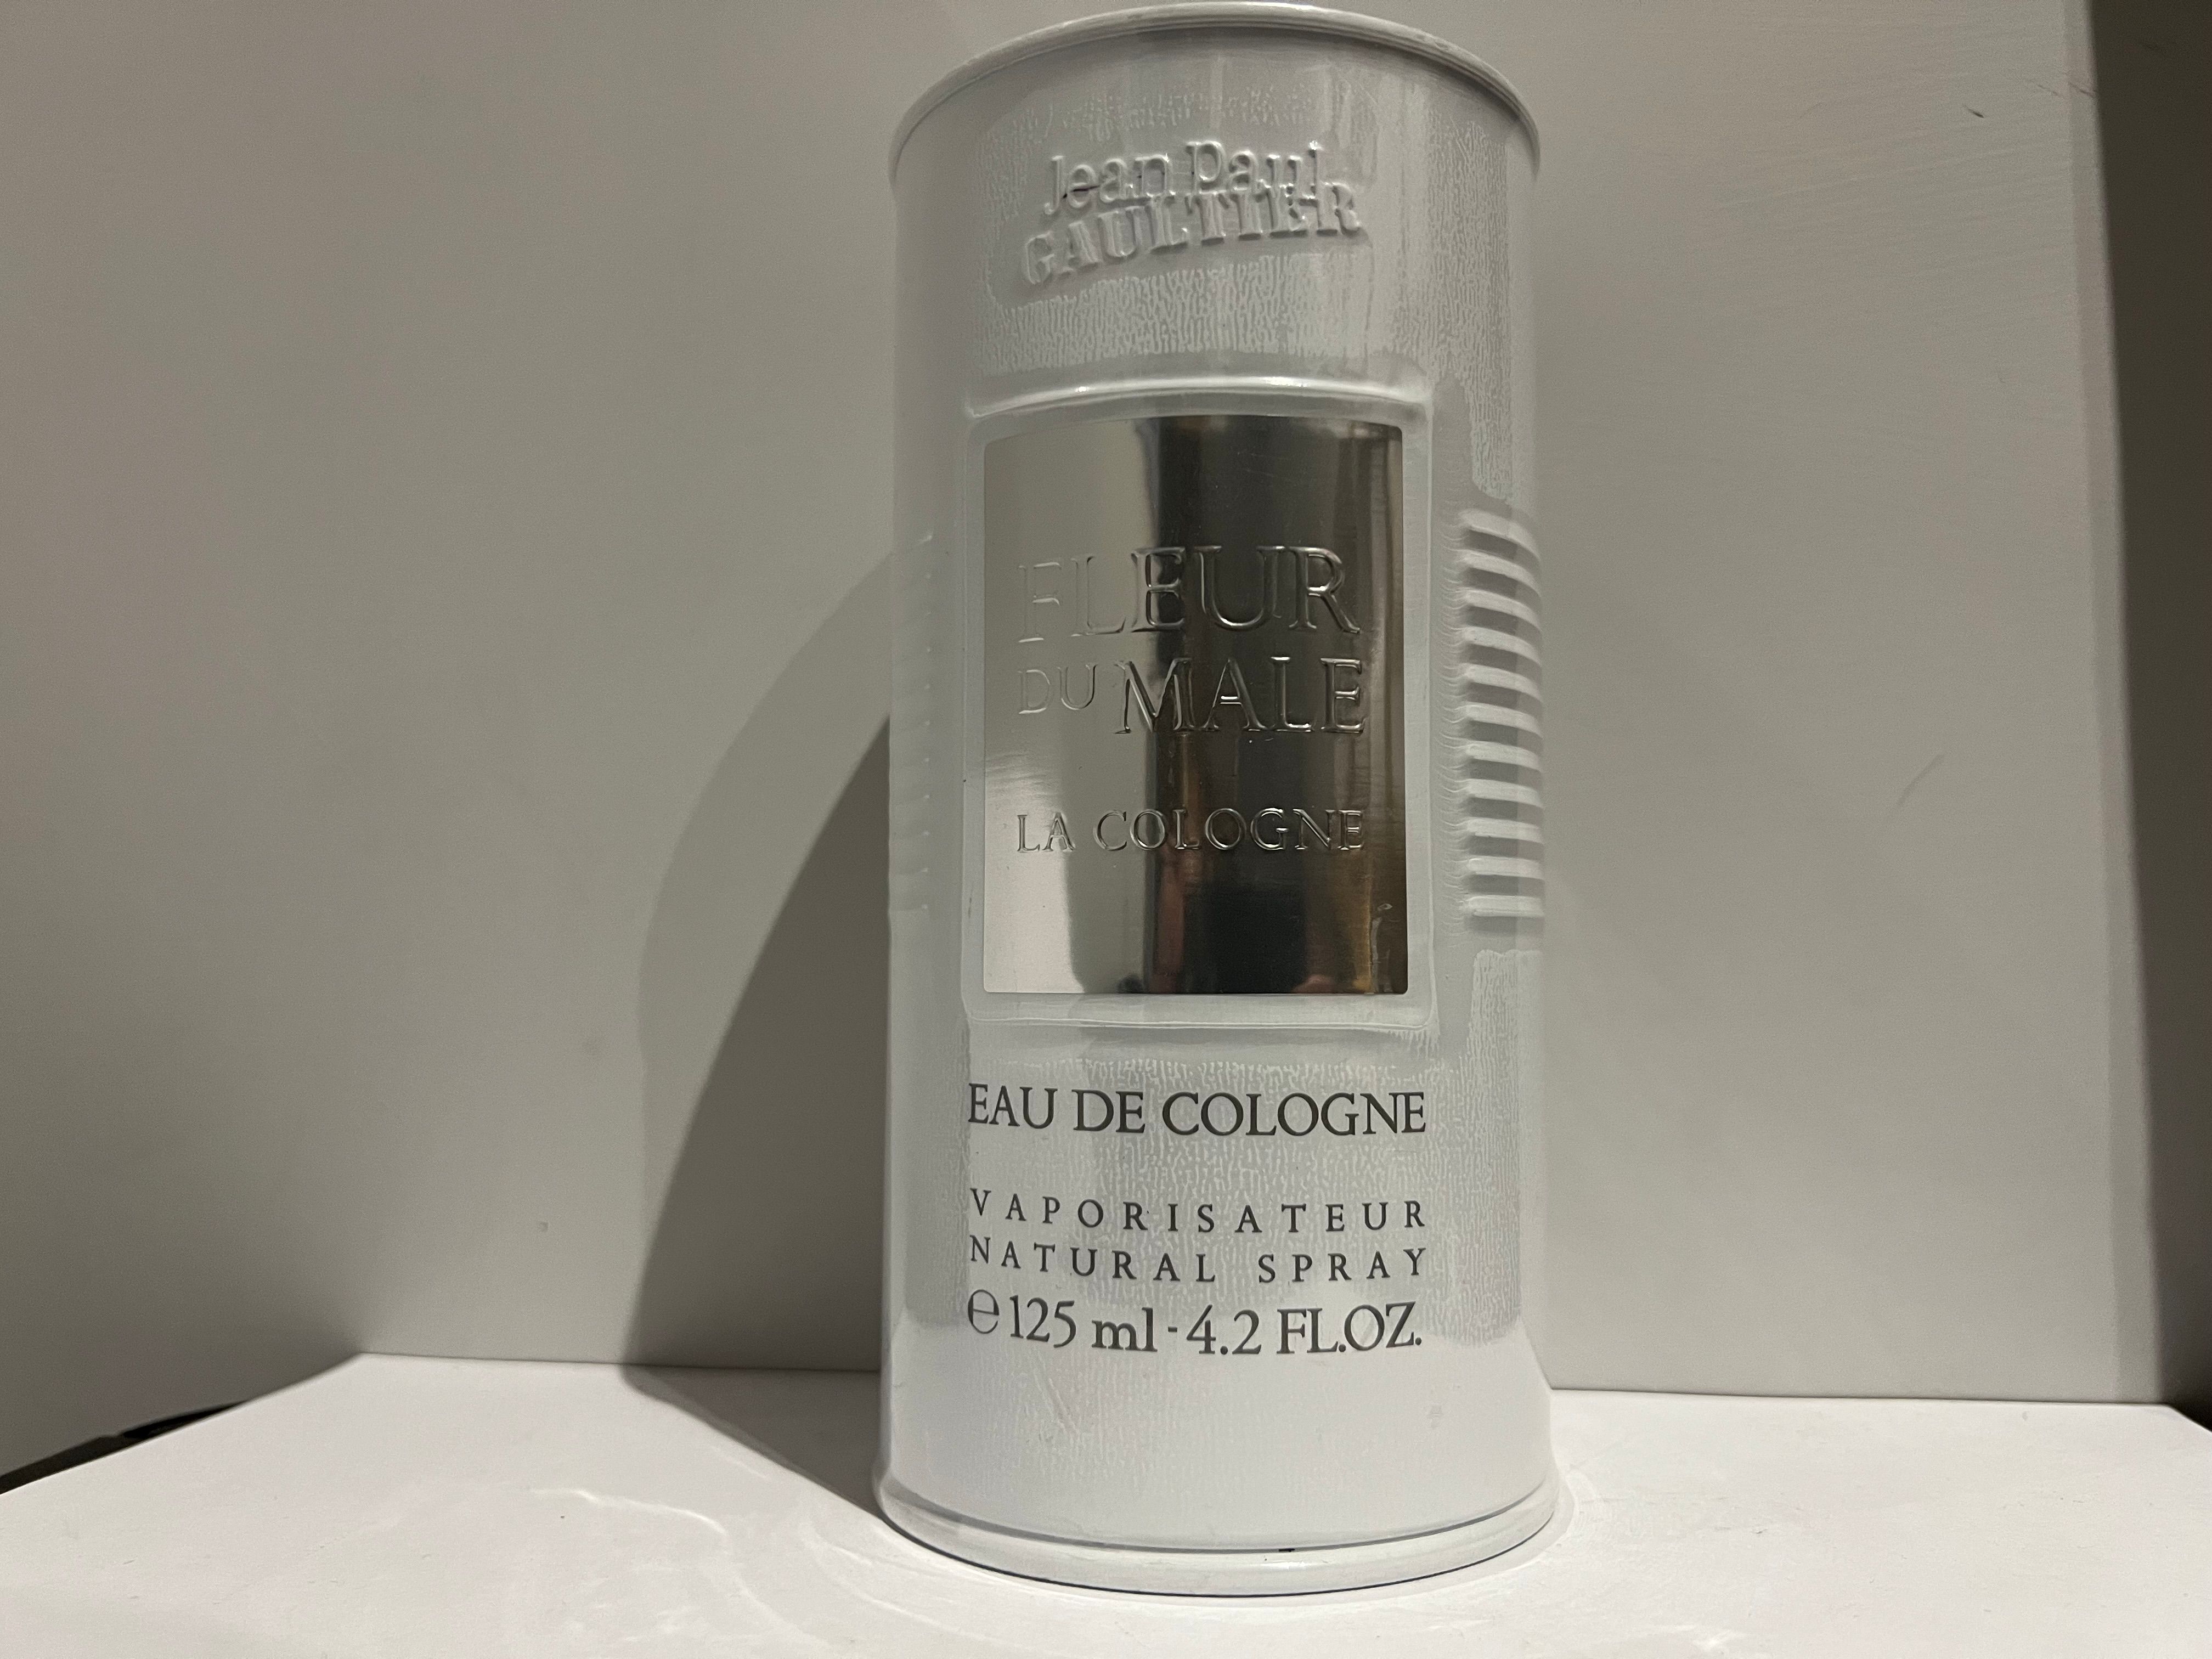 Jean Paul
GAULTIER
FLEUR
DU MALE
LA COLOGNE
EAU DE COLOGNE
VAPORISATEUR
NATURAL SPRAY
℮ 125 ml - 4.2 FL.OZ.